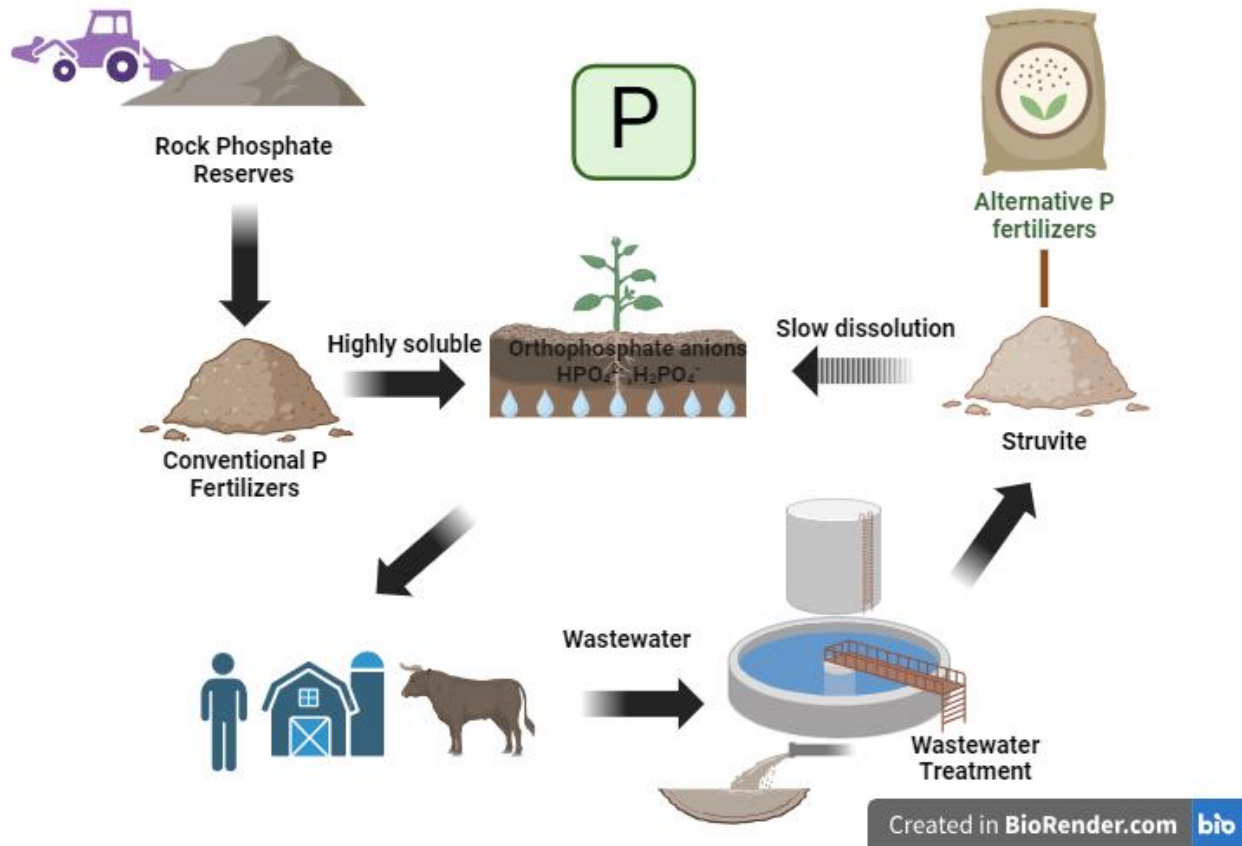 P
Rock Phosphate
Reserves
Alternative P
fertilizers
Highly soluble
Orthophosphate anions
HPO₄²⁻, H₂PO₄⁻
Slow dissolution
Conventional P
Fertilizers
Struvite
Wastewater
Wastewater
Treatment
Created in BioRender.com bio